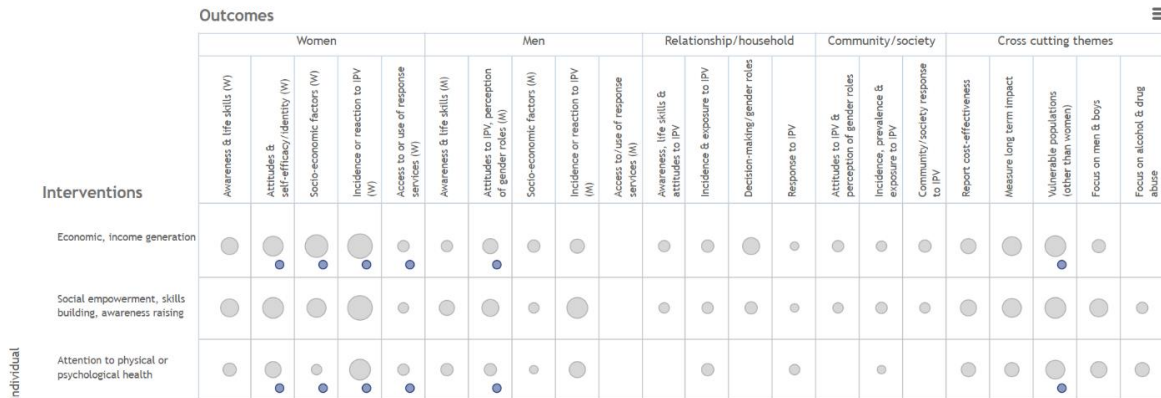 Outcomes
Women
Men
Relationship/household
Community/society
Cross cutting themes
Awareness & life skills (W)
Attitudes &
self-efficacy/identity (W)
Socio-economic factors (W)
Incidence or reaction to IPV
(W)
Access to or use of response
services (W)
Awareness & life skills (M)
Attitudes to IPV, perception
of gender roles (M)
Socio-economic factors (M)
Incidence or reaction to IPV
(M)
Access to/use of response
services (M)
Awareness, life skills &
attitudes to IPV
Incidence & exposure to IPV
Decision-making/gender roles
Response to IPV
Attitudes to IPV &
perception of gender roles
Incidence, prevalence &
exposure to IPV
Community/society response
to IPV
Report cost-effectiveness
Measure long term impact
Vulnerable populations
(other than women)
Focus on men & boys
Focus on alcohol & drug
abuse
Interventions
Economic, income generation
Social empowerment, skills
building, awareness raising
Attention to physical or
psychological health